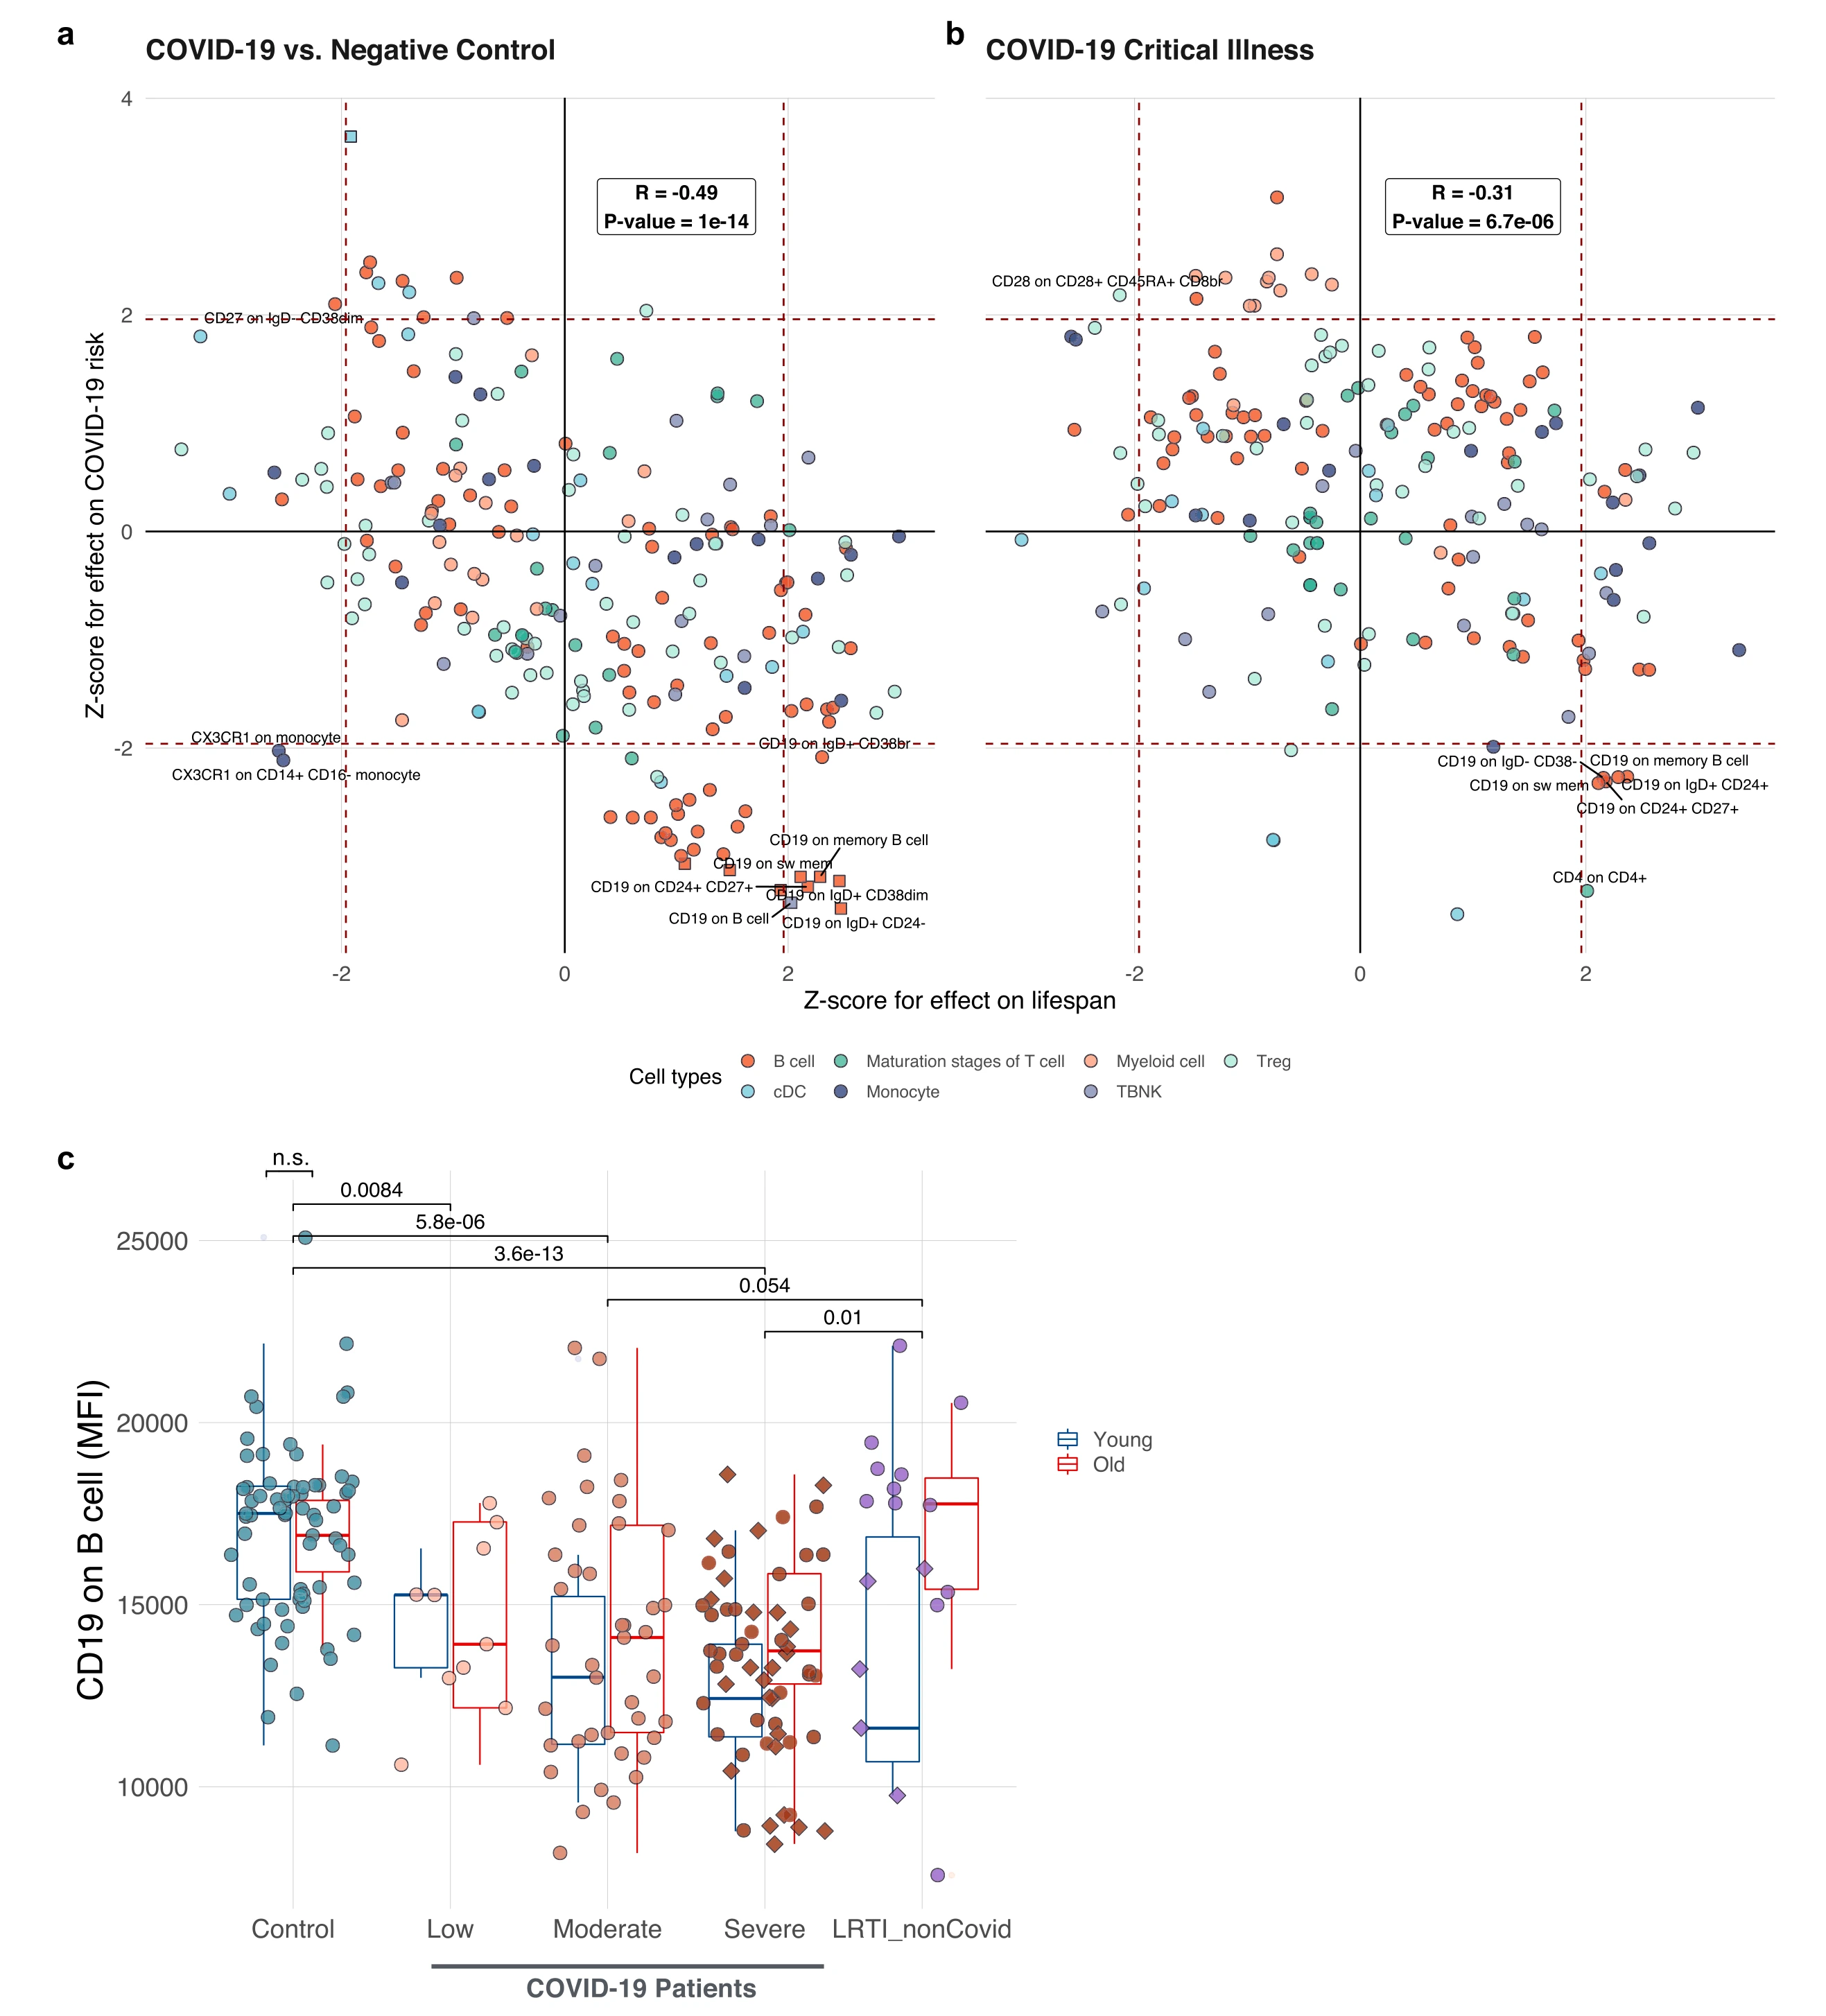 a
COVID-19 vs. Negative Control
b
COVID-19 Critical Illness
Z-score for effect on COVID-19 risk
4
2
0
-2
R = -0.49
P-value = 1e-14
CD27 on IgD- CD38dim
CX3CR1 on monocyte
CX3CR1 on CD14+ CD16- monocyte
CD19 on IgD+ CD38br
CD19 on memory B cell
CD19 on sw mem
CD19 on CD24+ CD27+
CD19 on IgD+ CD38dim
CD19 on B cell
CD19 on IgD+ CD24-
R = -0.31
P-value = 6.7e-06
CD28 on CD28+ CD45RA+ CD8br
CD19 on IgD- CD38-
CD19 on memory B cell
CD19 on sw mem
CD19 on IgD+ CD24+
CD19 on CD24+ CD27+
CD4 on CD4+
-2
0
2
-2
0
2
Z-score for effect on lifespan
Cell types
B cell
Maturation stages of T cell
Myeloid cell
Treg
cDC
Monocyte
TBNK
c
n.s.
0.0084
5.8e-06
3.6e-13
0.054
0.01
CD19 on B cell (MFI)
25000
20000
15000
10000
Young
Old
Control
Low
Moderate
Severe
LRTI_nonCovid
COVID-19 Patients